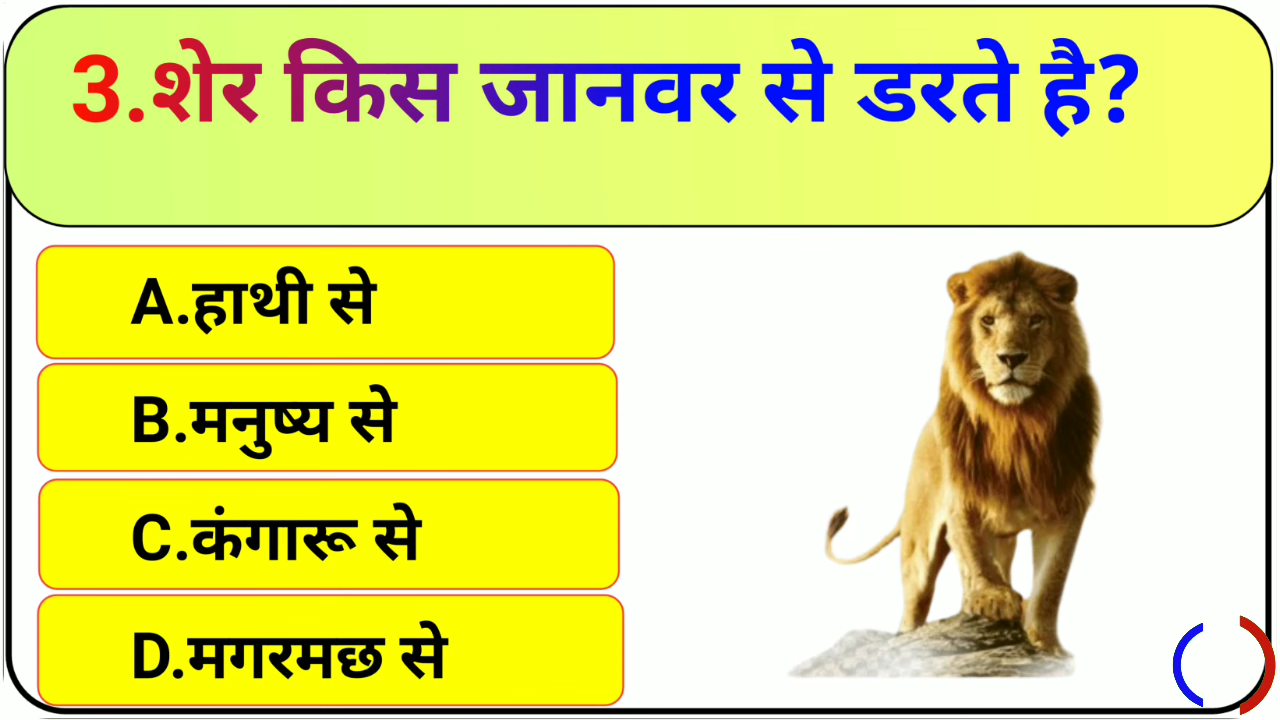 3.शेर किस जानवर से डरते है?
A.हाथी से
B.मनुष्य से
C.कंगारू से
D.मगरमछ से